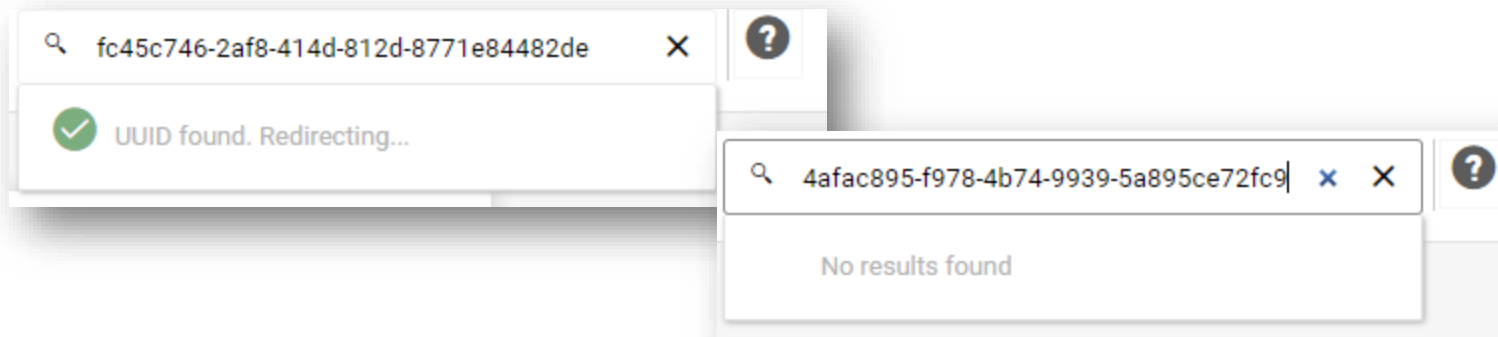 fc45c746-2af8-414d-812d-8771e84482de
UUID found. Redirecting...
4afac895-f978-4b74-9939-5a895ce72fc9
No results found